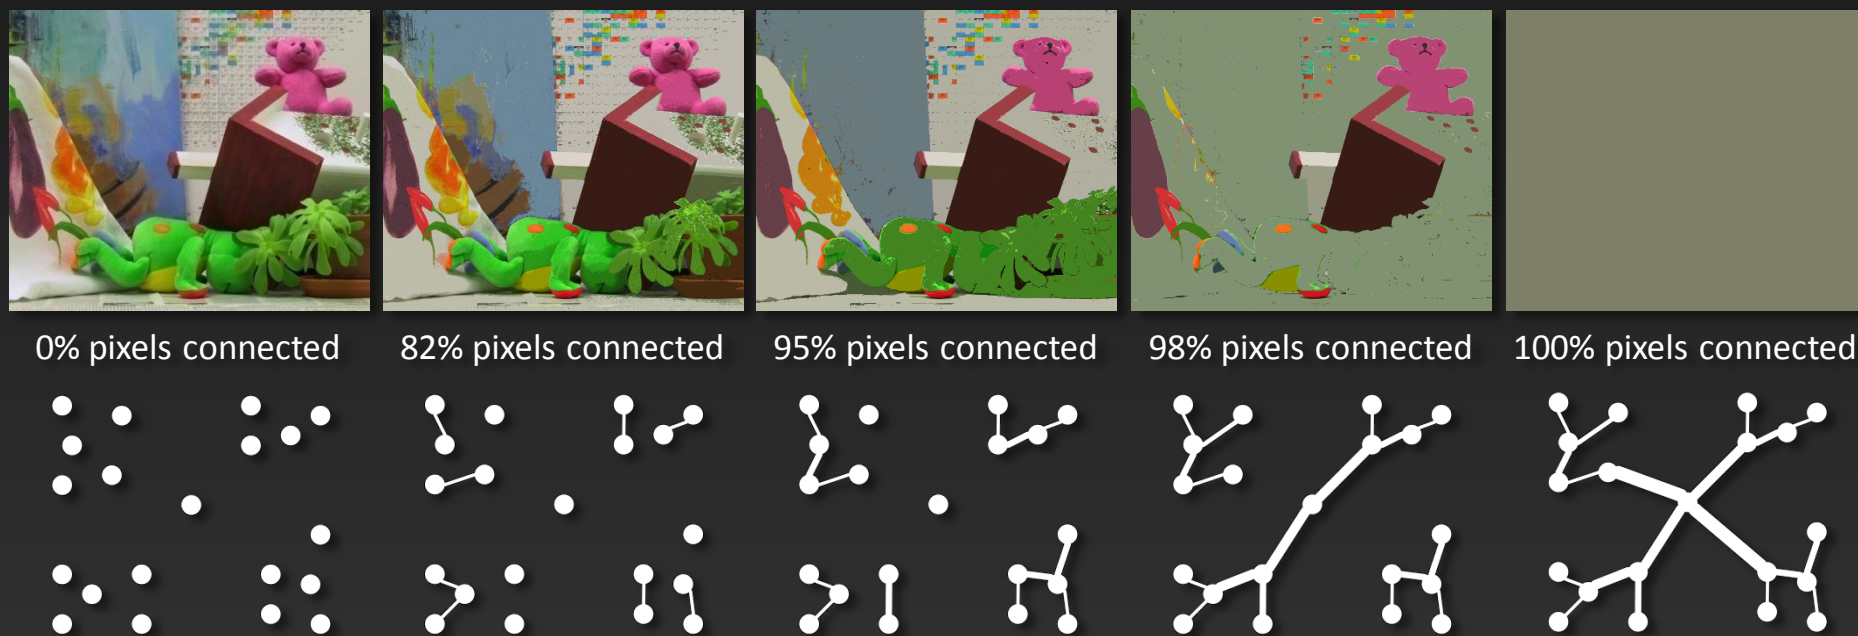 0% pixels connected
82% pixels connected
95% pixels connected
98% pixels connected
100% pixels connected